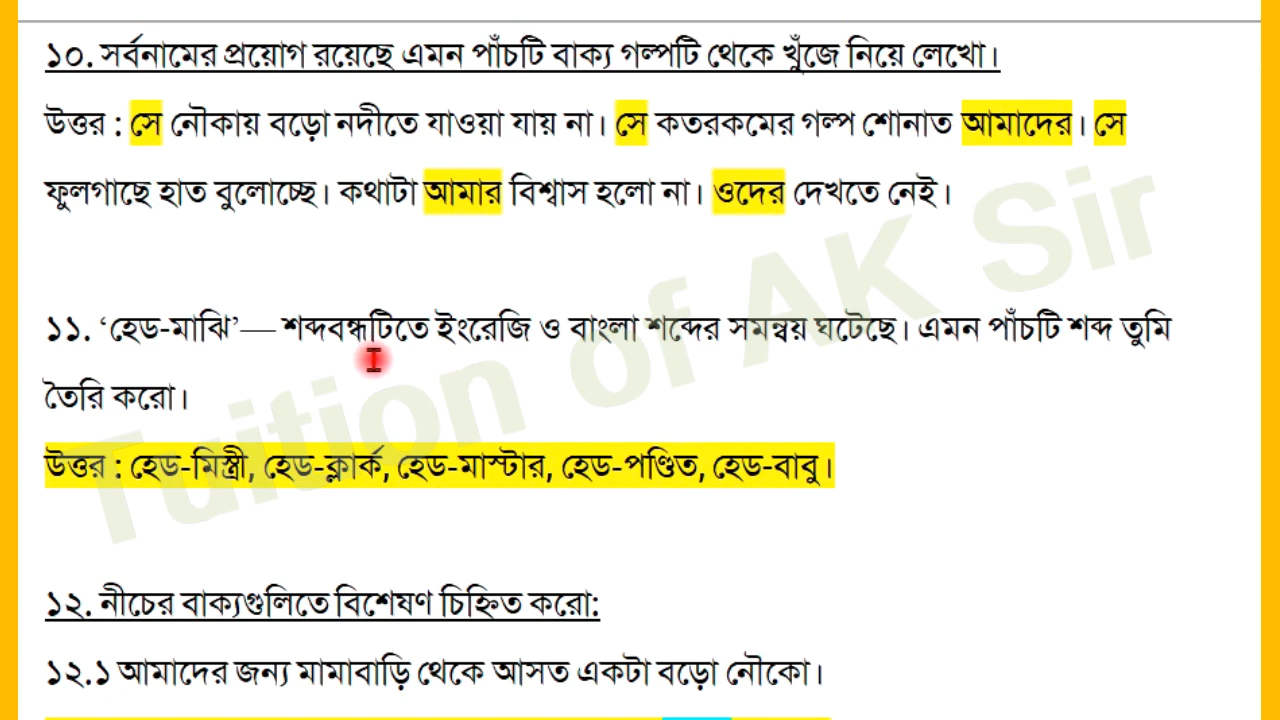 ১০. সর্বনামের প্রয়োগ রয়েছে এমন পাঁচটি বাক্য গল্পটি থেকে খুঁজে নিয়ে লেখো।
উত্তর : সে নৌকায় বড়ো নদীতে যাওয়া যায় না। সে কতরকমের গল্প শোনাত আমাদের। সে
ফুলগাছে হাত বুলোচ্ছে। কথাটা আমার বিশ্বাস হলো না। ওদের দেখতে নেই।
১১. ‘হেড-মাঝি’— শব্দবন্ধটিতে ইংরেজি ও বাংলা শব্দের সমন্বয় ঘটেছে। এমন পাঁচটি শব্দ তুমি
তৈরি করো।
উত্তর : হেড-মিস্ত্রী, হেড-ক্লার্ক, হেড-মাস্টার, হেড-পণ্ডিত, হেড-বাবু।
১২. নীচের বাক্যগুলিতে বিশেষণ চিহ্নিত করো:
১২.১ আমাদের জন্য মামাবাড়ি থেকে আসত একটা বড়ো নৌকো।
Tuition of AK Sir